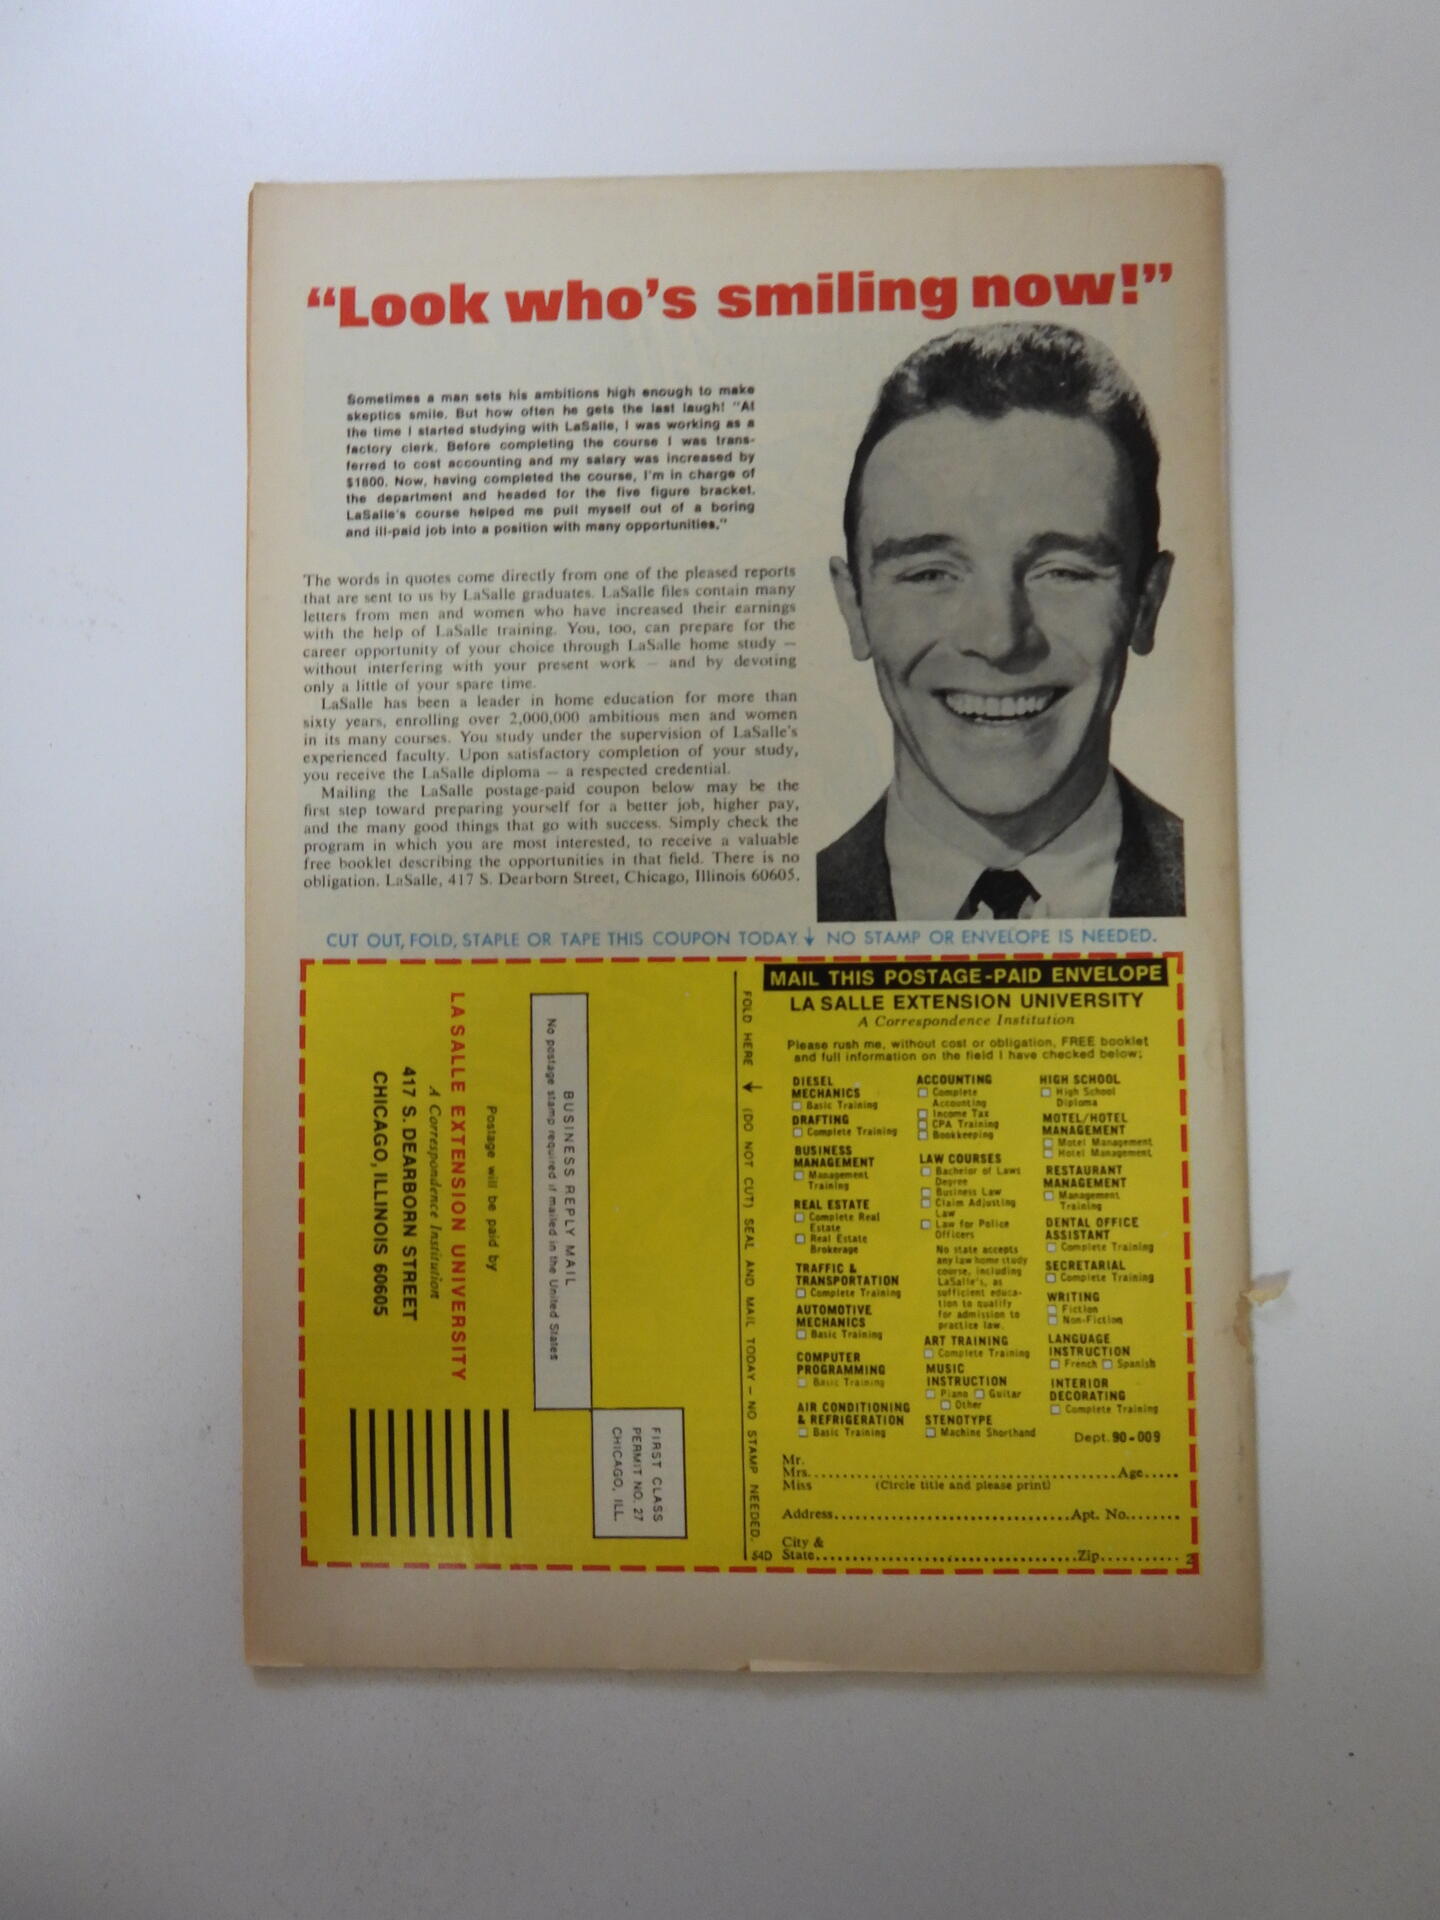 “Look who’s smiling now!”
Sometimes a man sets his ambitions high enough to make
skeptics smile. But how often he gets the last laugh! “At
the time I started studying with LaSalle, I was working as a
factory clerk. Before completing the course I was trans-
ferred to cost accounting and my salary was increased by
$1800. Now, having completed the course, I’m in charge of
the department and headed for the five figure bracket.
LaSalle’s course helped me pull myself out of a boring
and ill-paid job into a position with many opportunities.”
The words in quotes come directly from one of the pleased reports
that are sent to us by LaSalle graduates. LaSalle files contain many
letters from men and women who have increased their earnings
with the help of LaSalle training. You, too, can prepare for the
career opportunity of your choice through LaSalle home study —
without interfering with your present work — and by devoting
only a little of your spare time.
LaSalle has been a leader in home education for more than
sixty years, enrolling over 2,000,000 ambitious men and women
in its many courses. You study under the supervision of LaSalle’s
experienced faculty. Upon satisfactory completion of your study,
you receive the LaSalle diploma — a respected credential.
Mailing the LaSalle postage-paid coupon below may be the
first step toward preparing yourself for a better job, higher pay,
and the many good things that go with success. Simply check the
program in which you are most interested, to receive a valuable
free booklet describing the opportunities in that field. There is no
obligation. LaSalle, 417 S. Dearborn Street, Chicago, Illinois 60605.
CUT OUT, FOLD, STAPLE OR TAPE THIS COUPON TODAY ↓ NO STAMP OR ENVELOPE IS NEEDED.
FIRST CLASS
PERMIT NO. 27
CHICAGO, ILL.
BUSINESS REPLY MAIL
No postage stamp required if mailed in the United States
Postage will be paid by
LA SALLE EXTENSION UNIVERSITY
A Correspondence Institution
417 S. DEARBORN STREET
CHICAGO, ILLINOIS 60605
FOLD HERE → (DO NOT CUT) SEAL AND MAIL TODAY – NO STAMP NEEDED.
54D
MAIL THIS POSTAGE-PAID ENVELOPE
LA SALLE EXTENSION UNIVERSITY
A Correspondence Institution
Please rush me, without cost or obligation, FREE booklet
and full information on the field I have checked below:
DIESEL
MECHANICS
☐ Basic Training
DRAFTING
☐ Complete Training
BUSINESS
MANAGEMENT
☐ Management
Training
REAL ESTATE
☐ Complete Real
Estate
☐ Real Estate
Brokerage
TRAFFIC &
TRANSPORTATION
☐ Complete Training
AUTOMOTIVE
MECHANICS
☐ Basic Training
COMPUTER
PROGRAMMING
☐ Basic Training
AIR CONDITIONING
& REFRIGERATION
☐ Basic Training
ACCOUNTING
☐ Complete
Accounting
☐ Income Tax
☐ CPA Training
☐ Bookkeeping
LAW COURSES
☐ Bachelor of Laws
Degree
☐ Business Law
☐ Claim Adjusting
Law
☐ Law for Police
Officers
No state accepts
any law home study
course, including
LaSalle’s, as
sufficient educa-
tion to qualify
for admission to
practice law.
ART TRAINING
☐ Complete Training
MUSIC
INSTRUCTION
☐ Piano ☐ Guitar
☐ Other
STENOTYPE
☐ Machine Shorthand
HIGH SCHOOL
☐ High School
Diploma
MOTEL/HOTEL
MANAGEMENT
☐ Motel Management
☐ Hotel Management
RESTAURANT
MANAGEMENT
☐ Management
Training
DENTAL OFFICE
ASSISTANT
☐ Complete Training
SECRETARIAL
☐ Complete Training
WRITING
☐ Fiction
☐ Non-Fiction
LANGUAGE
INSTRUCTION
☐ French ☐ Spanish
INTERIOR
DECORATING
☐ Complete Training
Dept. 90-009
Mr.
Mrs. Age
Miss (Circle title and please print)
Address Apt. No.
City &
State Zip 2